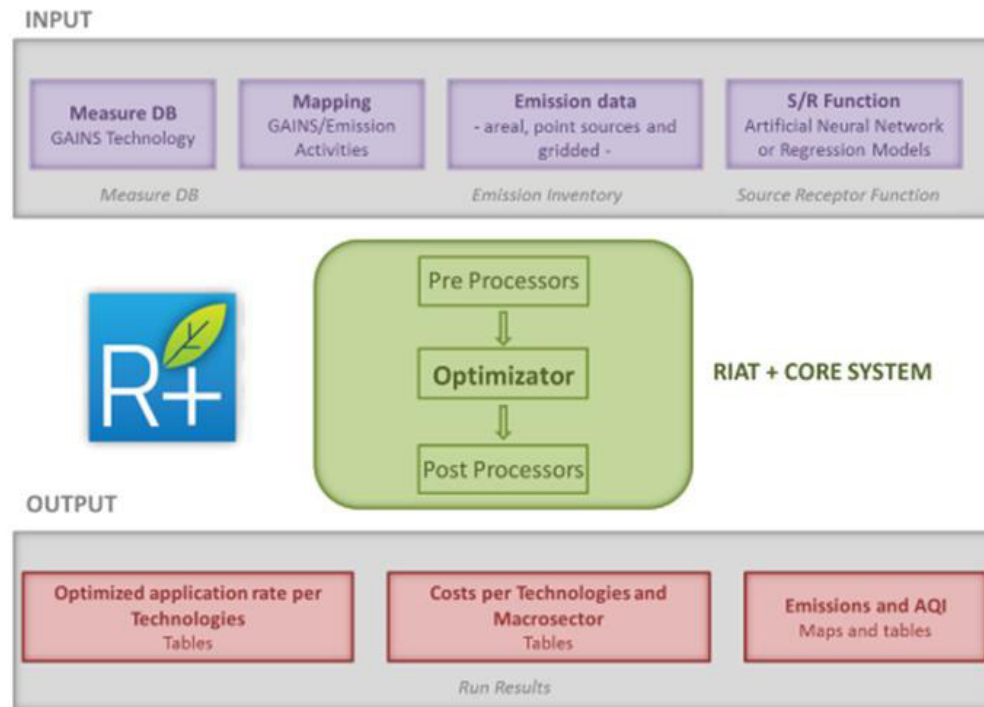 INPUT
Measure DB
GAINS Technology
Mapping
GAINS/Emission
Activities
Emission data
- areal, point sources and
gridded -
S/R Function
Artificial Neural Network
or Regression Models
Measure DB
Emission Inventory
Source Receptor Function
R+
Pre Processors
Optimizator
Post Processors
RIAT + CORE SYSTEM
OUTPUT
Optimized application rate per
Technologies
Tables
Costs per Technologies and
Macrosector
Tables
Emissions and AQI
Maps and tables
Run Results